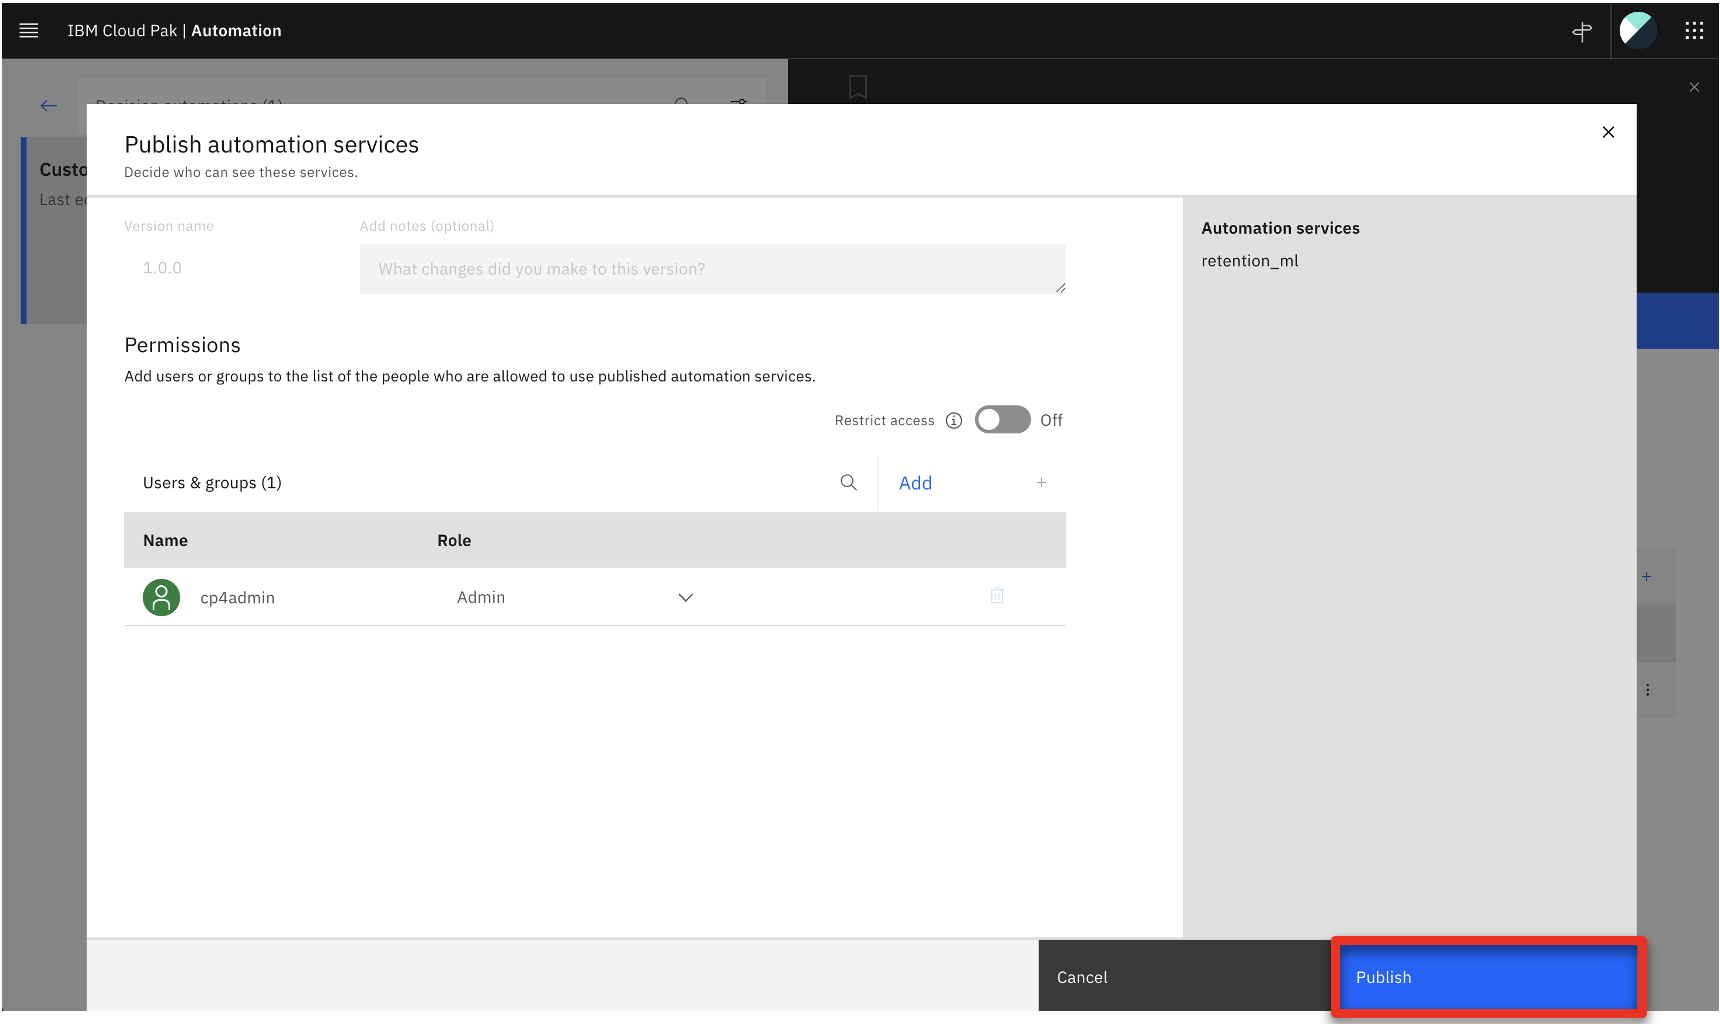 IBM Cloud Pak | Automation
Decision automations (1)
Publish automation services
Decide who can see these services.
Custo
Last ed
Version name
Add notes (optional)
1.0.0
What changes did you make to this version?
Automation services
retention_ml
Permissions
Add users or groups to the list of the people who are allowed to use published automation services.
Restrict access
Off
Users & groups (1)
Add +
Name
Role
cp4admin
Admin
Cancel
Publish